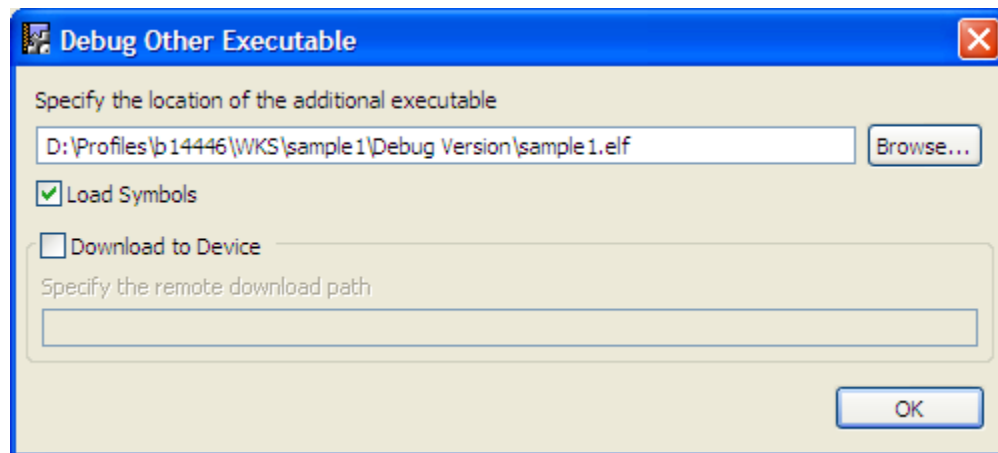 Debug Other Executable
Specify the location of the additional executable
D:\Profiles\b14446\WKS\sample1\Debug Version\sample1.elf
Browse...
Load Symbols
Download to Device
Specify the remote download path
OK